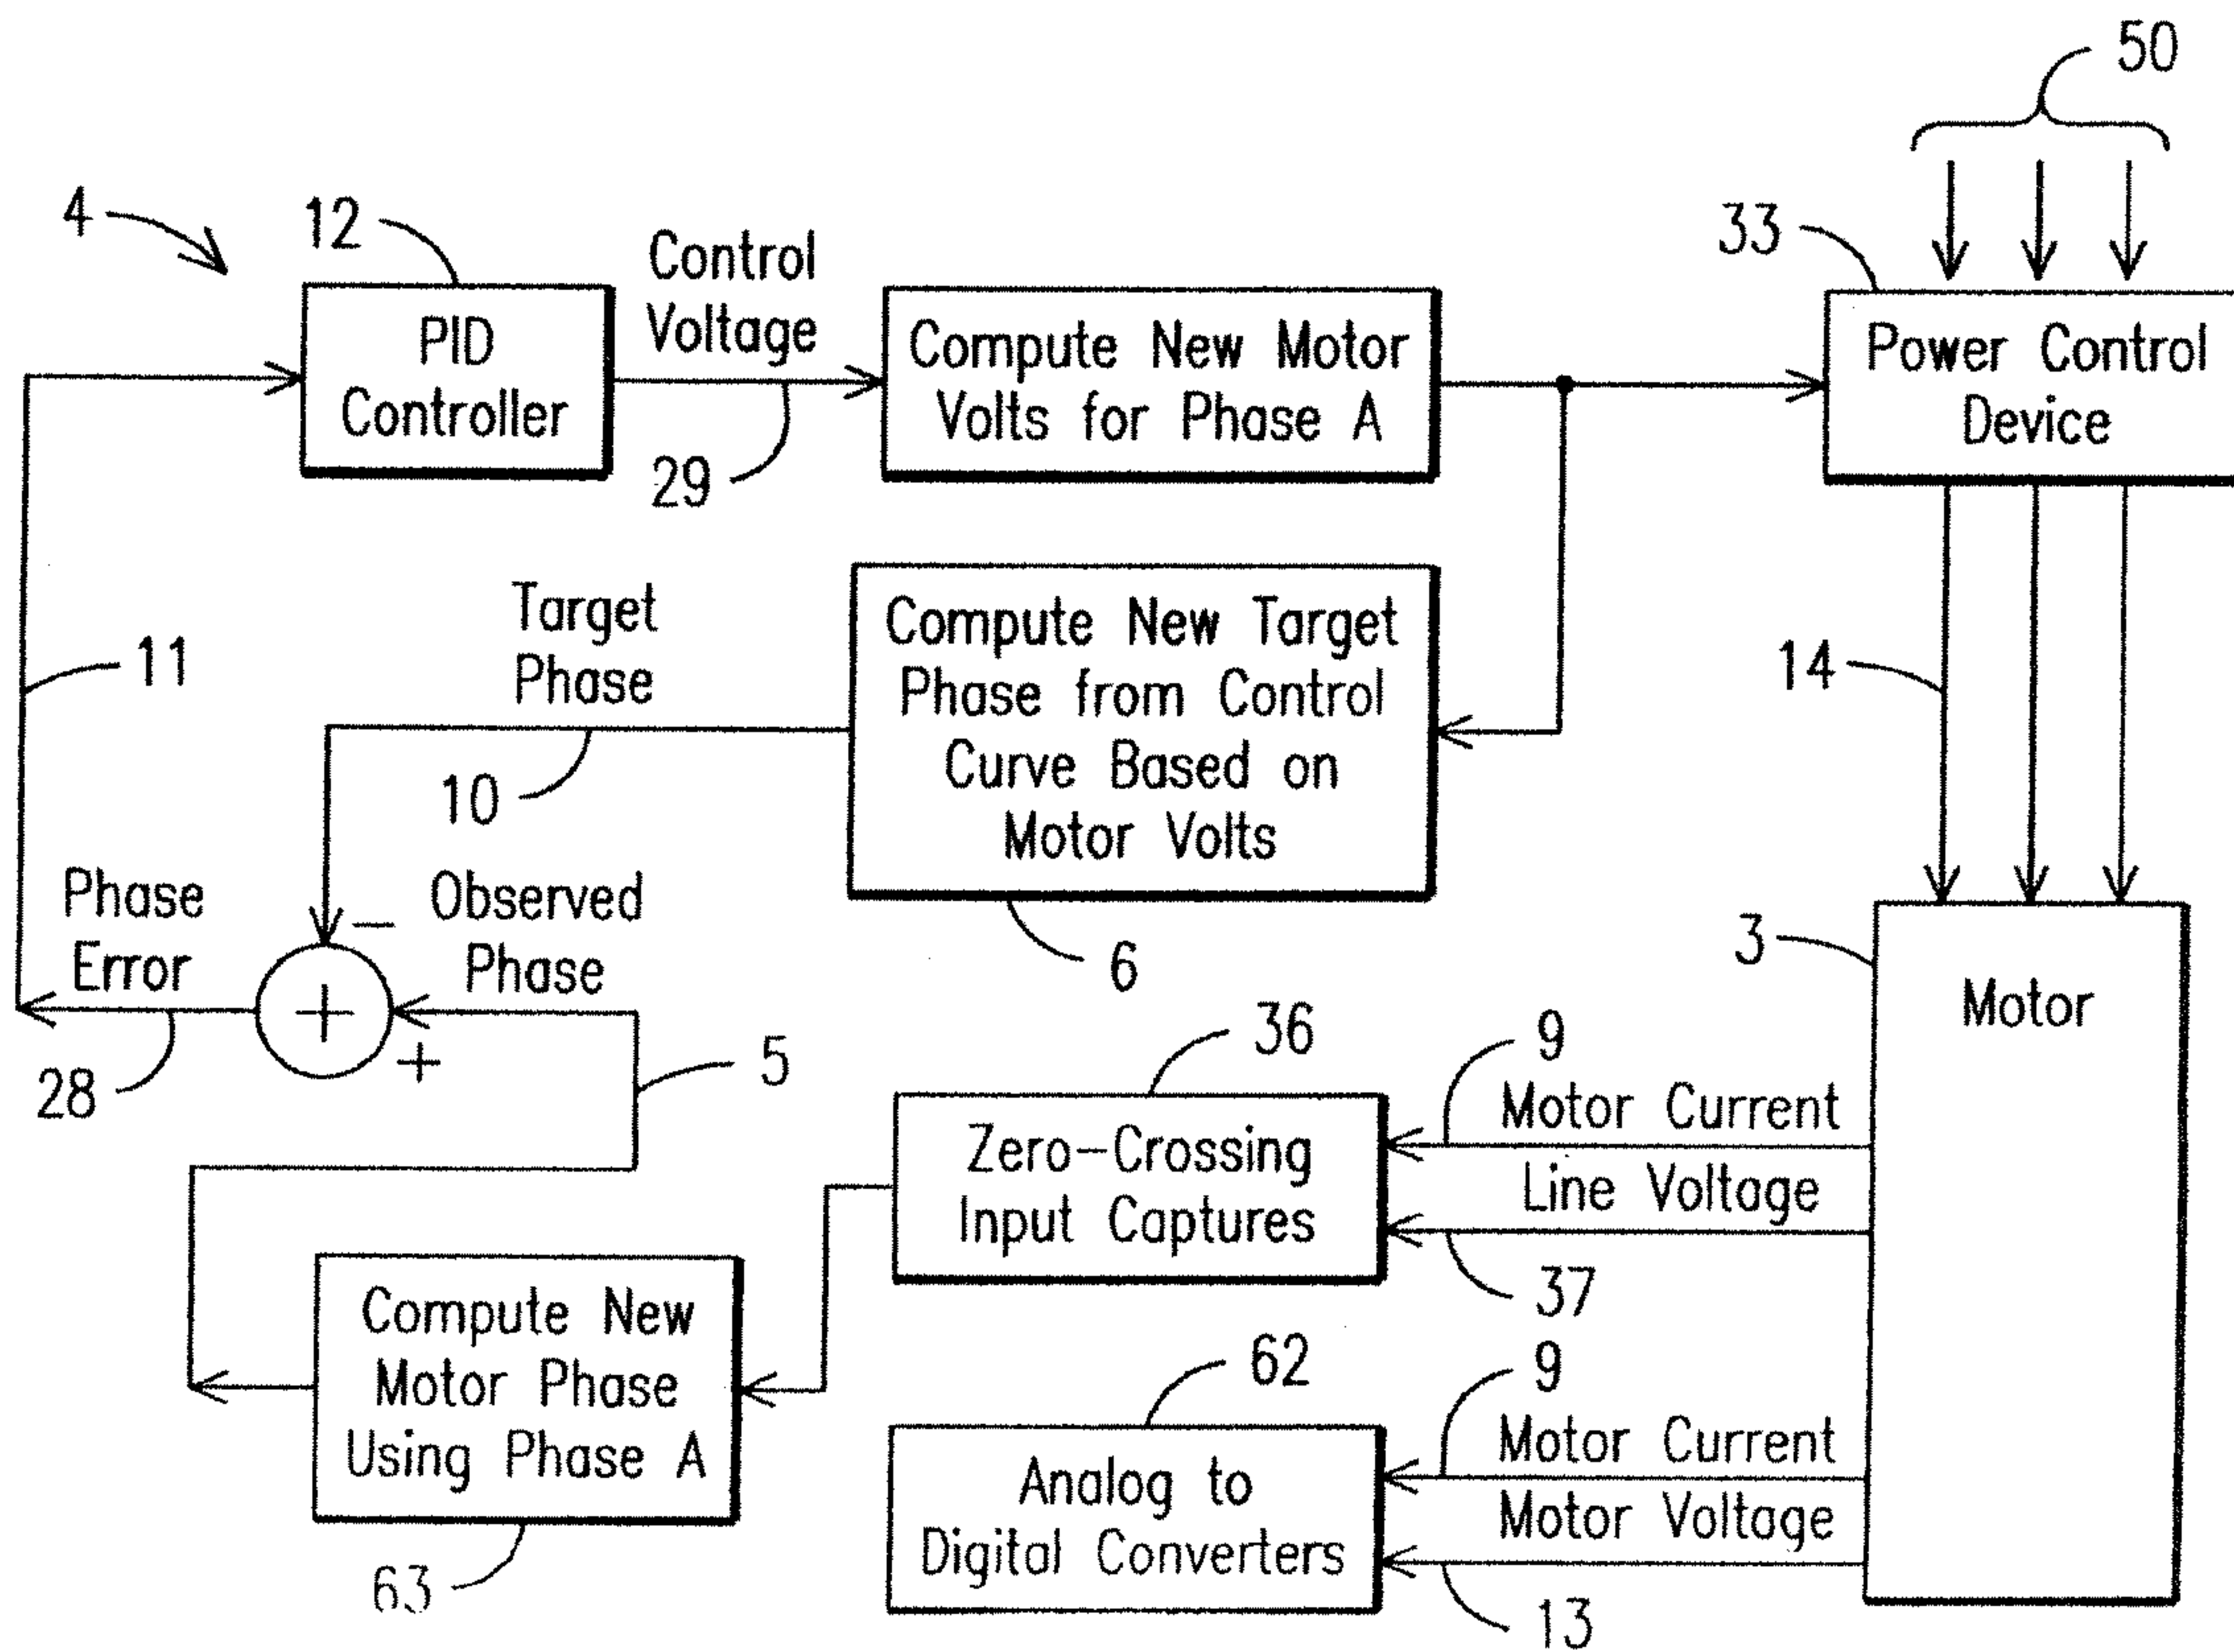 50
4
12
Control
Voltage
33
PID
Controller
Compute New Motor
Volts for Phase A
Power Control
Device
29
Target
Phase
Compute New Target
Phase from Control
Curve Based on
Motor Volts
11
14
10
Phase
Error
−
Observed
Phase
+
+
6
3
Motor
28
5
36
9
Motor Current
Zero-Crossing
Input Captures
Line Voltage
37
Compute New
Motor Phase
Using Phase A
62
9
Motor Current
Analog to
Digital Converters
Motor Voltage
63
13